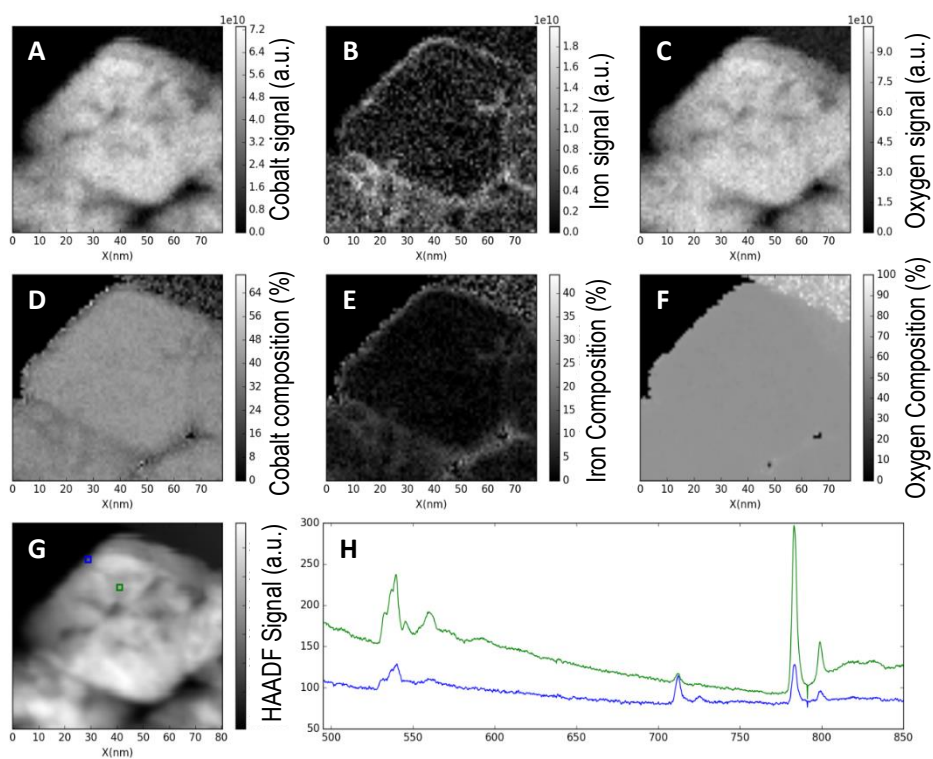 A
1e10
7.2
6.4
5.6
4.8
4.0
3.2
2.4
1.6
0.8
0.0
Cobalt signal (a.u.)
0 10 20 30 40 50 60 70
X(nm)
B
1e10
1.8
1.6
1.4
1.2
1.0
0.8
0.6
0.4
0.2
0.0
Iron signal (a.u.)
0 10 20 30 40 50 60 70
X(nm)
C
1e10
9.0
7.5
6.0
4.5
3.0
1.5
0.0
Oxygen signal (a.u.)
0 10 20 30 40 50 60 70
X(nm)
D
64
56
48
40
32
24
16
8
0
Cobalt composition (%)
0 10 20 30 40 50 60 70
X(nm)
E
40
35
30
25
20
15
10
5
0
Iron Composition (%)
0 10 20 30 40 50 60 70
X(nm)
F
100
90
80
70
60
50
40
30
20
10
0
Oxygen Composition (%)
0 10 20 30 40 50 60 70
X(nm)
G
HAADF Signal (a.u.)
0 10 20 30 40 50 60 70 80
X(nm)
H
300
250
200
150
100
50
500 550 600 650 700 750 800 850